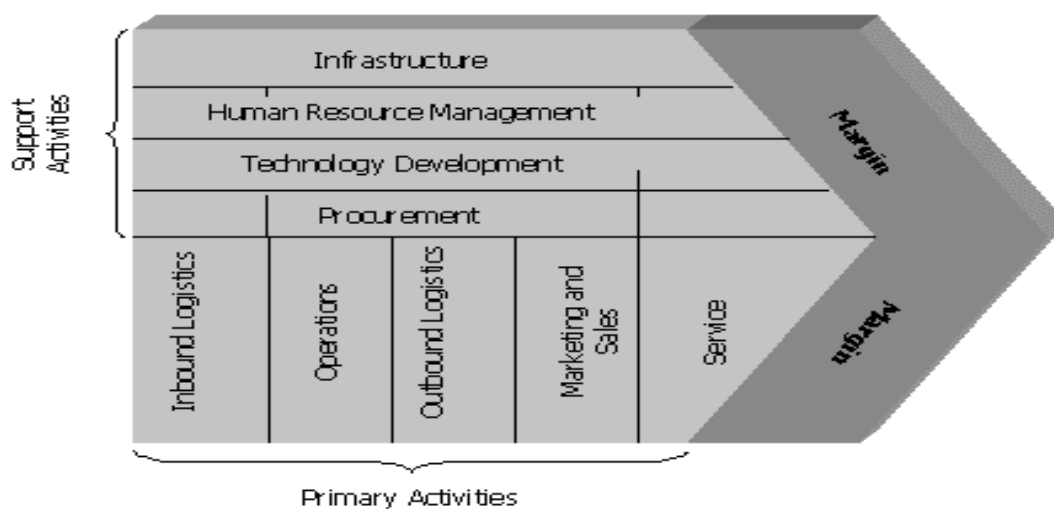 Support
Activities
Infrastructure
Human Resource Management
Technology Development
Procurement
Inbound Logistics
Operations
Outbound Logistics
Marketing and
Sales
Service
Margin
Margin
Primary Activities